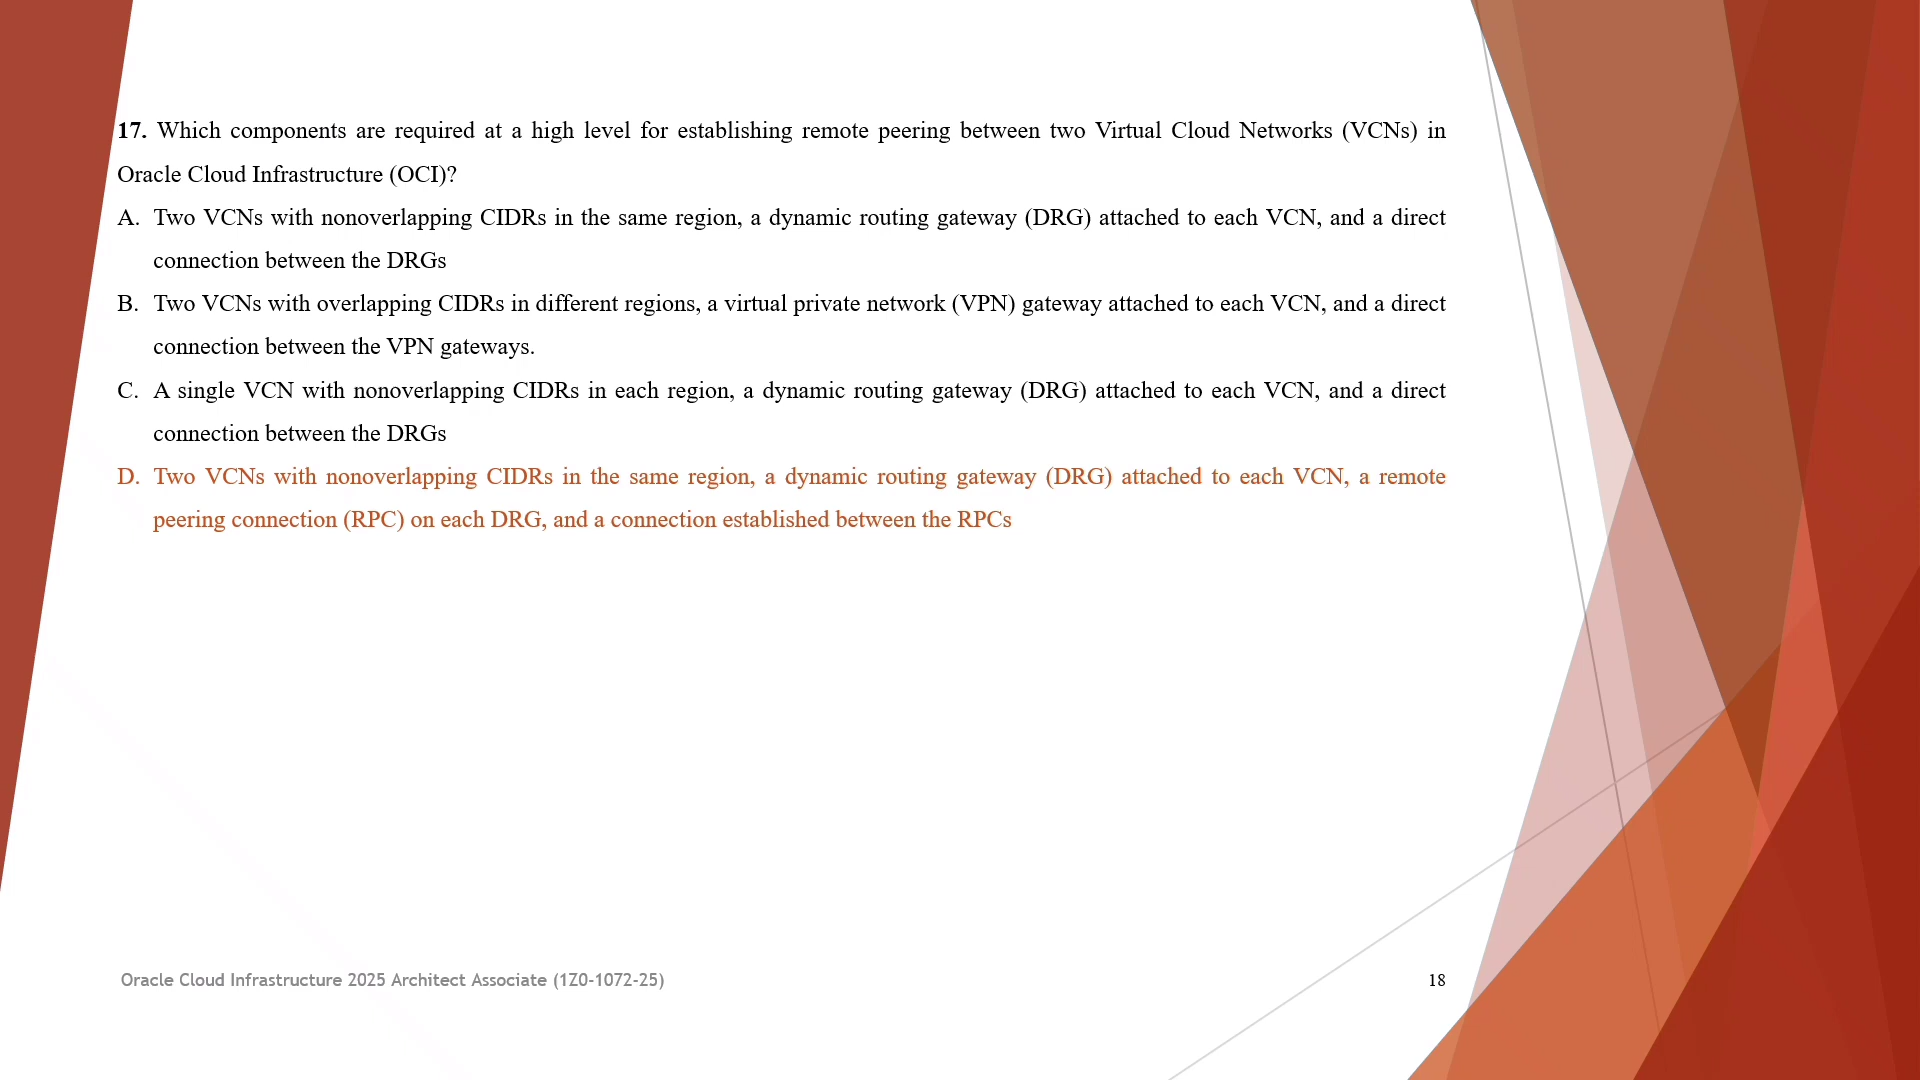 17. Which components are required at a high level for establishing remote peering between two Virtual Cloud Networks (VCNs) in
Oracle Cloud Infrastructure (OCI)?
A. Two VCNs with nonoverlapping CIDRs in the same region, a dynamic routing gateway (DRG) attached to each VCN, and a direct
connection between the DRGs
B. Two VCNs with overlapping CIDRs in different regions, a virtual private network (VPN) gateway attached to each VCN, and a direct
connection between the VPN gateways.
C. A single VCN with nonoverlapping CIDRs in each region, a dynamic routing gateway (DRG) attached to each VCN, and a direct
connection between the DRGs
D. Two VCNs with nonoverlapping CIDRs in the same region, a dynamic routing gateway (DRG) attached to each VCN, a remote
peering connection (RPC) on each DRG, and a connection established between the RPCs
Oracle Cloud Infrastructure 2025 Architect Associate (1Z0-1072-25)
18